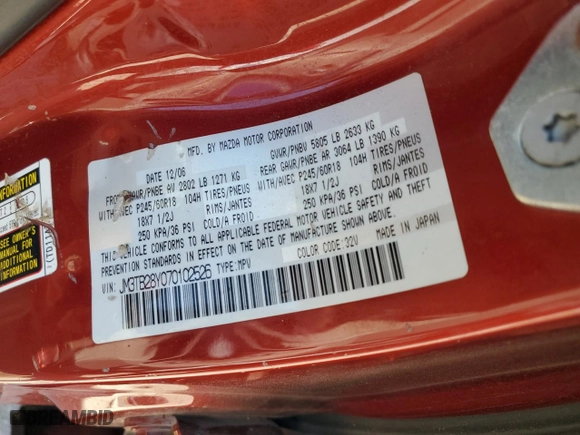 MFD. BY MAZDA MOTOR CORPORATION
DATE 12/06 GVWR/PNBV 5805 LB 2633 KG
FRONT GAWR/PNBE AV 2802 LB 1271 KG REAR GAWR/PNBE AR 3064 LB 1390 KG
WITH/AVEC P245/60R18 104H TIRES/PNEUS WITH/AVEC P245/60R18 104H TIRES/PNEUS
18X7 1/2J RIMS/JANTES 18X7 1/2J RIMS/JANTES
250 KPA/36 PSI COLD/A FROID 250 KPA/36 PSI COLD/A FROID
THIS VEHICLE CONFORMS TO ALL APPLICABLE FEDERAL MOTOR VEHICLE SAFETY AND THEFT
PREVENTION STANDARDS IN EFFECT ON THE DATE OF MANUFACTURE SHOWN ABOVE.
VIN: JM3TB28Y070102526 TYPE: MPV COLOR CODE: 32V MADE IN JAPAN
SEE OWNER'S
MANUAL FOR
ADDITIONAL
INFORMATION